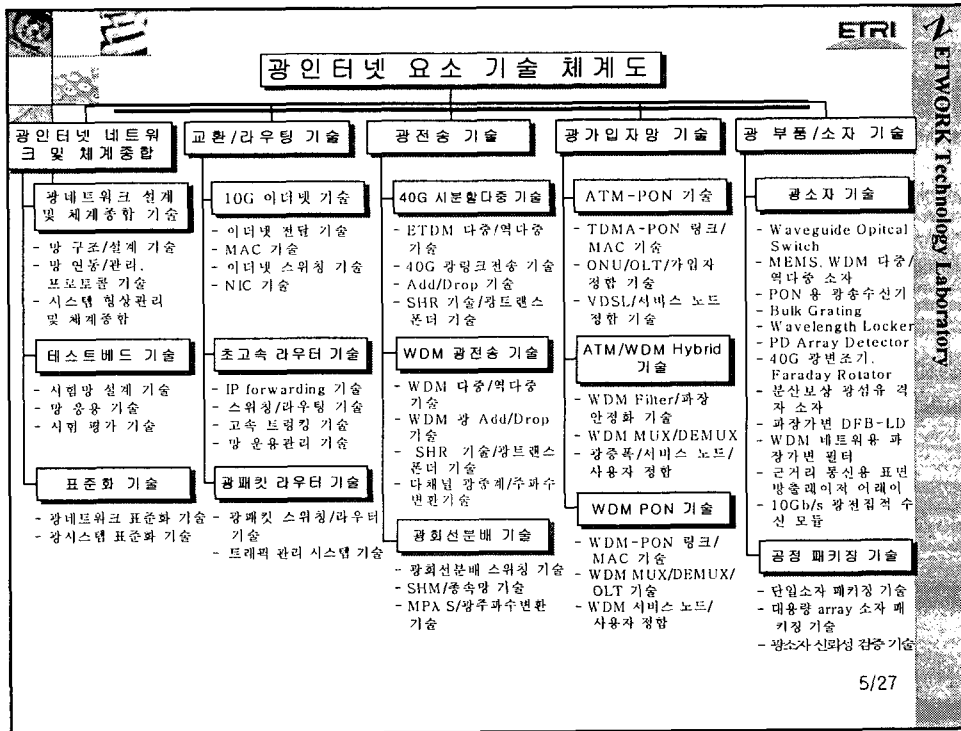 ETRI
NETWORK Technology Laboratory
광인터넷 요소 기술 체계도
광인터넷 네트워
크 및 체계종합
광네트워크 설계
및 체계종합 기술
- 망 구조/설계 기술
- 망 연동/관리,
프로토콜 기술
- 시스템 형상관리
및 체계종합
테스트베드 기술
- 시험망 설계 기술
- 망 응용 기술
- 시험 평가 기술
표준화 기술
- 광네트워크 표준화 기술
- 광시스템 표준화 기술
교환/라우팅 기술
10G 이더넷 기술
- 이더넷 전달 기술
- MAC 기술
- 이더넷 스위칭 기술
- NIC 기술
초고속 라우터 기술
- IP forwarding 기술
- 스위칭/라우팅 기술
- 고속 트렁킹 기술
- 망 운용관리 기술
광패킷 라우터 기술
- 광패킷 스위칭/라우터
기술
- 트래픽 관리 시스템 기술
광전송 기술
40G 시분할다중 기술
- ETDM 다중/역다중
기술
- 40G 광링크전송 기술
- Add/Drop 기술
- SHR 기술/광트랜스
폰더 기술
WDM 광전송 기술
- WDM 다중/역다중
기술
- WDM 광 Add/Drop
기술
- SHR 기술/광트랜스
폰더 기술
- 다채널 광중계/주파수
변환기술
광회선분배 기술
- 광회선분배 스위칭 기술
- SHM/종속망 기술
- MPλS/광주파수변환
기술
광가입자망 기술
ATM-PON 기술
- TDMA-PON 링크/
MAC 기술
- ONU/OLT/가입자
정합 기술
- VDSL/서비스 노드
정합 기술
ATM/WDM Hybrid
기술
- WDM Filter/파장
안정화 기술
- WDM MUX/DEMUX
- 광증폭/서비스 노드/
사용자 정합
WDM PON 기술
- WDM-PON 링크/
MAC 기술
- WDM MUX/DEMUX/
OLT 기술
- WDM 서비스 노드/
사용자 정합
광 부품/소자 기술
광소자 기술
- Waveguide Opitcal
Switch
- MEMS, WDM 다중/
역다중 소자
- PON 용 광송수신기
- Bulk Grating
- Wavelength Locker
- PD Array Detector
- 40G 광변조기,
Faraday Rotator
- 분산보상 광섬유 격
자 소자
- 파장가변 DFB-LD
- WDM 네트워용 파
장가변 필터
- 근거리 통신용 표면
방출레이저 어래이
- 10Gb/s 광전집적 수
신 모듈
공정 패키징 기술
- 단일소자 패키징 기술
- 대용량 array 소자 패
키징 기술
- 광소자 신뢰성 검증 기술
5/27